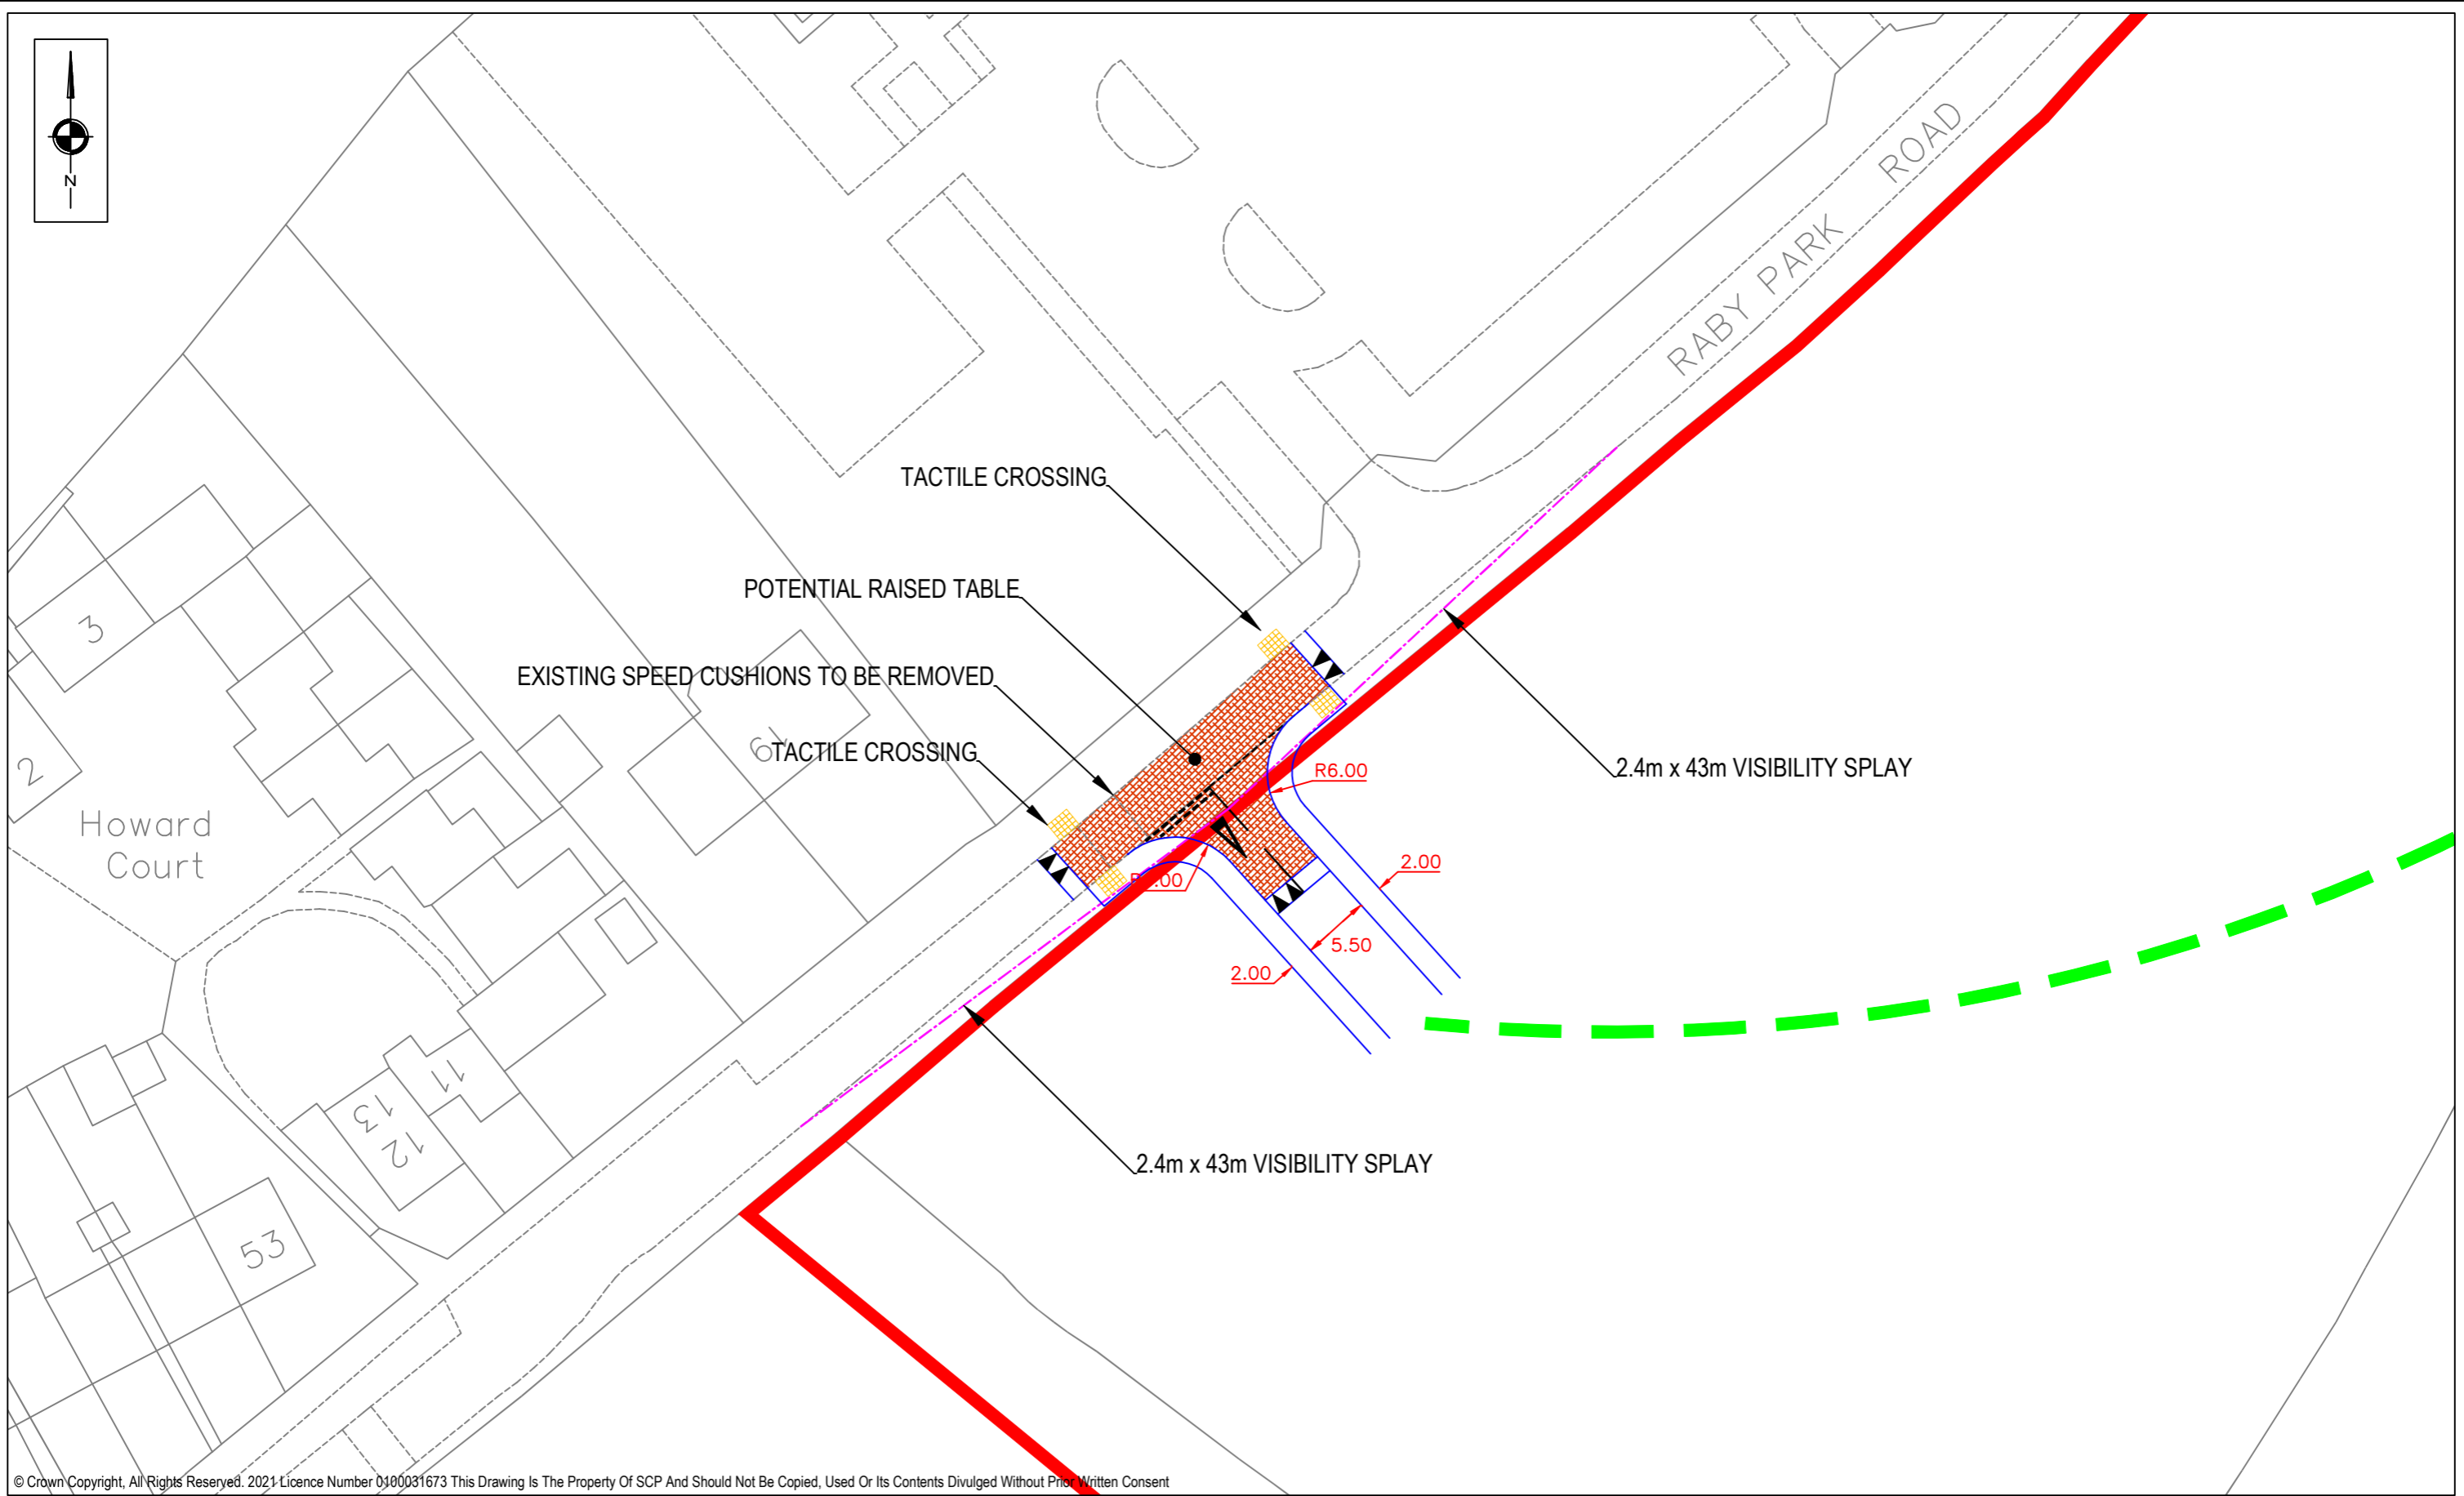 N
RABY PARK ROAD
TACTILE CROSSING
POTENTIAL RAISED TABLE
EXISTING SPEED CUSHIONS TO BE REMOVED
TACTILE CROSSING
3
2
Howard
Court
2.4m x 43m VISIBILITY SPLAY
R6.00
2.00
5.50
2.00
11
13
12
53
2.4m x 43m VISIBILITY SPLAY
© Crown Copyright, All Rights Reserved. 2021 Licence Number 0100031673 This Drawing Is The Property Of SCP And Should Not Be Copied, Used Or Its Contents Divulged Without Prior Written Consent